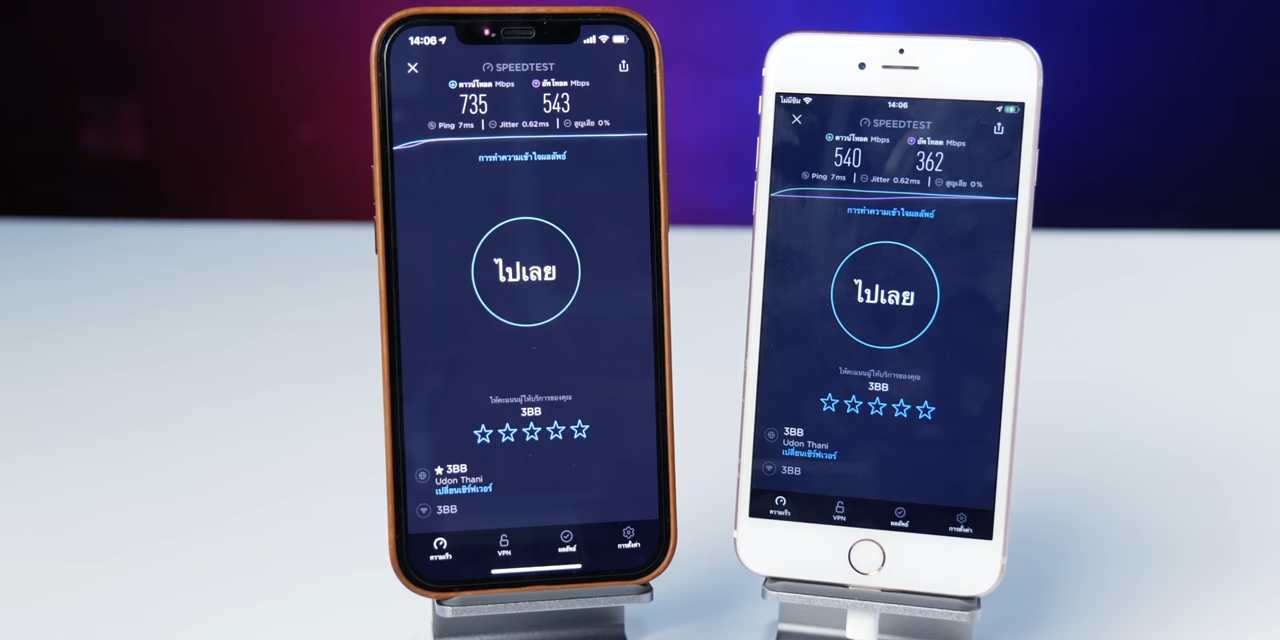 14:06
SPEEDTEST
ดาวน์โหลด Mbps อัพโหลด Mbps
735 543
Ping 7ms Jitter 0.62ms สูญเสีย 0%
การทำความเข้าใจผลลัพธ์
ไปเลย
ให้คะแนนผู้ให้บริการของคุณ
3BB
3BB
Udon Thani
เปลี่ยนเซิร์ฟเวอร์
3BB
ความเร็ว VPN ผลลัพธ์ การตั้งค่า
ไม่มีซิม 14:06
SPEEDTEST
ดาวน์โหลด Mbps อัพโหลด Mbps
540 362
Ping 7ms Jitter 0.62ms สูญเสีย 0%
การทำความเข้าใจผลลัพธ์
ไปเลย
ให้คะแนนผู้ให้บริการของคุณ
3BB
3BB
Udon Thani
เปลี่ยนเซิร์ฟเวอร์
3BB
ความเร็ว VPN ผลลัพธ์ การตั้งค่า